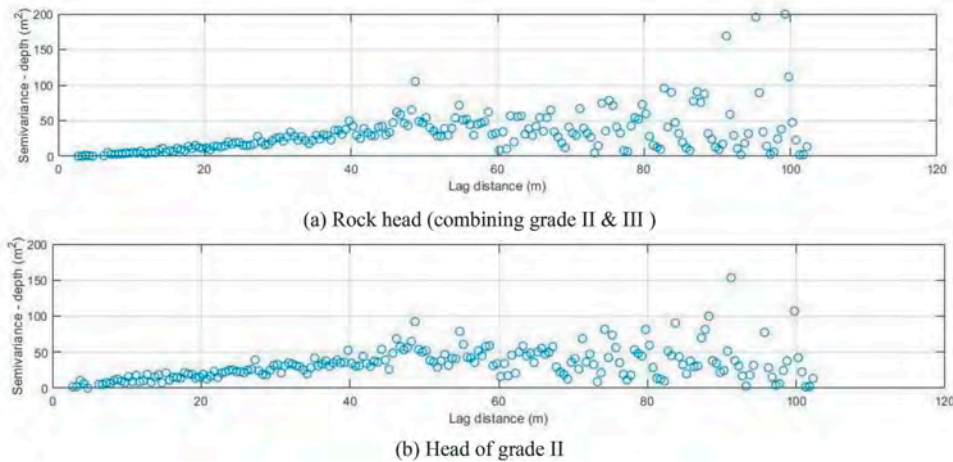 200
150
100
50
0
Semivariance - depth (m²)
0 20 40 60 80 100 120
Lag distance (m)
(a) Rock head (combining grade II & III )
200
150
100
50
0
Semivariance - depth (m²)
0 20 40 60 80 100 120
Lag distance (m)
(b) Head of grade II